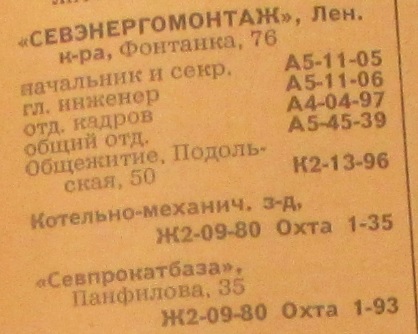 «СЕВЭНЕРГОМОНТАЖ», Лен.
к-ра, Фонтанка, 76
начальник и секр. А5-11-05
гл. инженер А5-11-06
отд. кадров А4-04-97
общий отд. А5-45-39
Общежитие, Подоль-
ская, 50 К2-13-96
Котельно-механич. з-д,
Ж2-09-80 Охта 1-35
«Севпрокатбаза»,
Панфилова, 35
Ж2-09-80 Охта 1-93